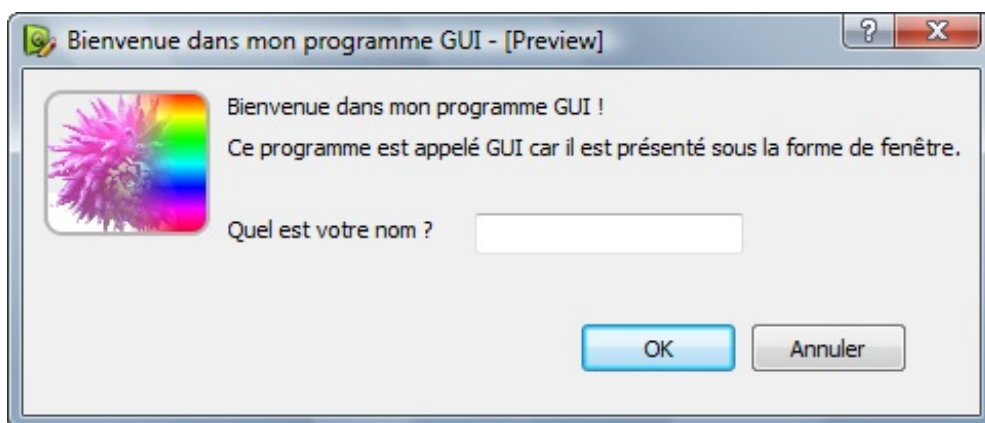 Bienvenue dans mon programme GUI - [Preview]
Bienvenue dans mon programme GUI !
Ce programme est appelé GUI car il est présenté sous la forme de fenêtre.
Quel est votre nom ?
OK
Annuler